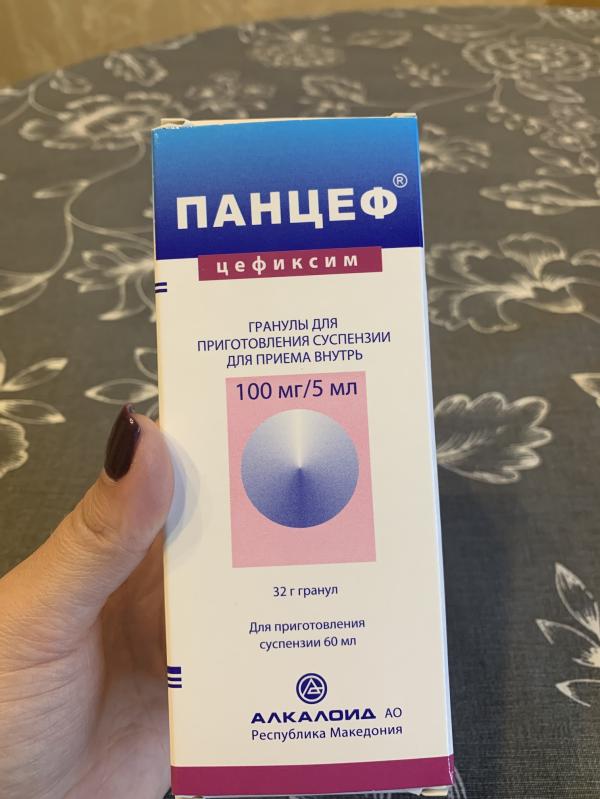 ПАНЦЕФ®
цефиксим
ГРАНУЛЫ ДЛЯ
ПРИГОТОВЛЕНИЯ СУСПЕНЗИИ
ДЛЯ ПРИЕМА ВНУТРЬ
100 мг/5 мл
32 г гранул
Для приготовления
суспензии 60 мл
АЛКАЛОИД АО
Республика Македония